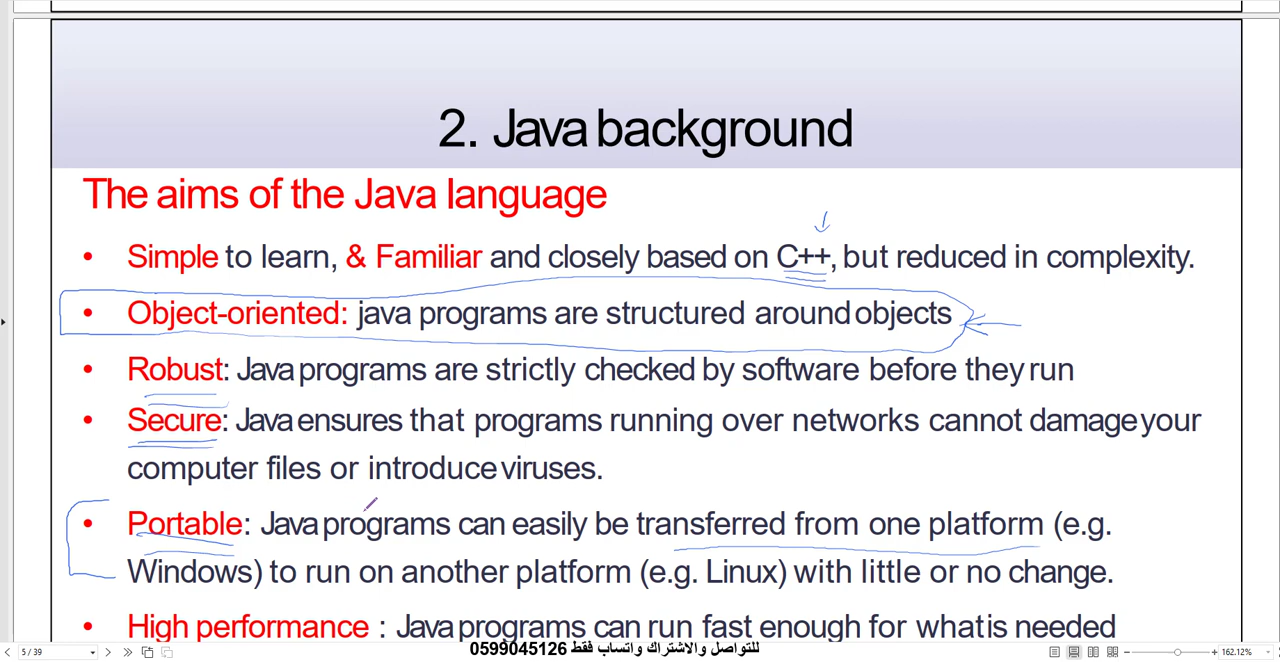 2. Java background
The aims of the Java language
• Simple to learn, & Familiar and closely based on C++, but reduced in complexity.
• Object-oriented: java programs are structured around objects
• Robust: Java programs are strictly checked by software before they run
• Secure: Java ensures that programs running over networks cannot damage your
computer files or introduce viruses.
• Portable: Java programs can easily be transferred from one platform (e.g.
Windows) to run on another platform (e.g. Linux) with little or no change.
• High performance : Java programs can run fast enough for what is needed
للتواصل والاشتراك واتساب فقط 0599045126
5 / 39
162.12%